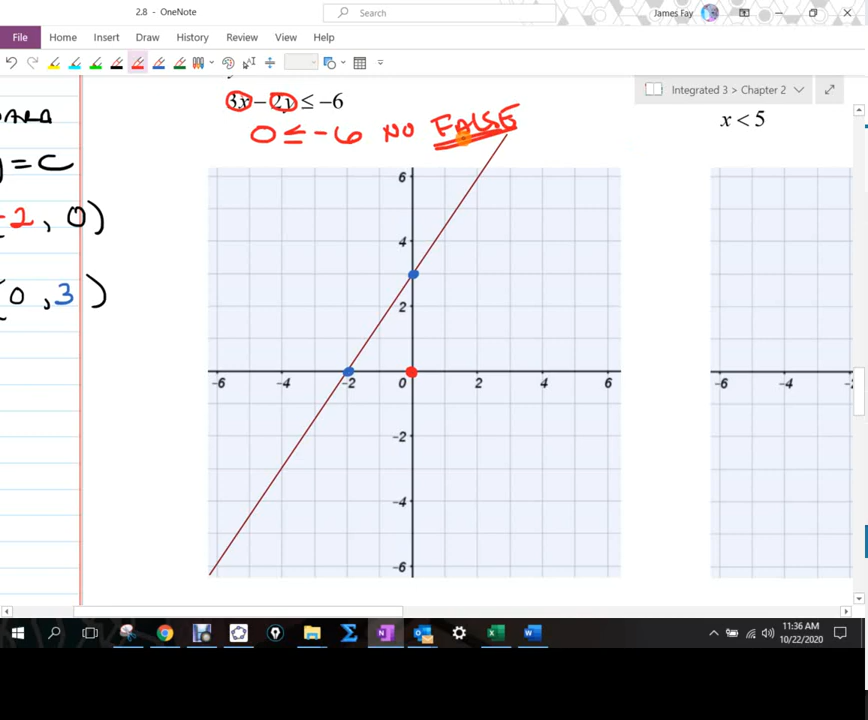 2.8 - OneNote
Search
James Fay
File Home Insert Draw History Review View Help
3x − 2y ≤ −6
0 ≤ −6 NO FALSE
Integrated 3 > Chapter 2
x < 5
= C
-2, 0)
0, 3)
6
4
2
-6 -4 -2 0 2 4 6
-2
-4
-6
-6 -4
11:36 AM
10/22/2020